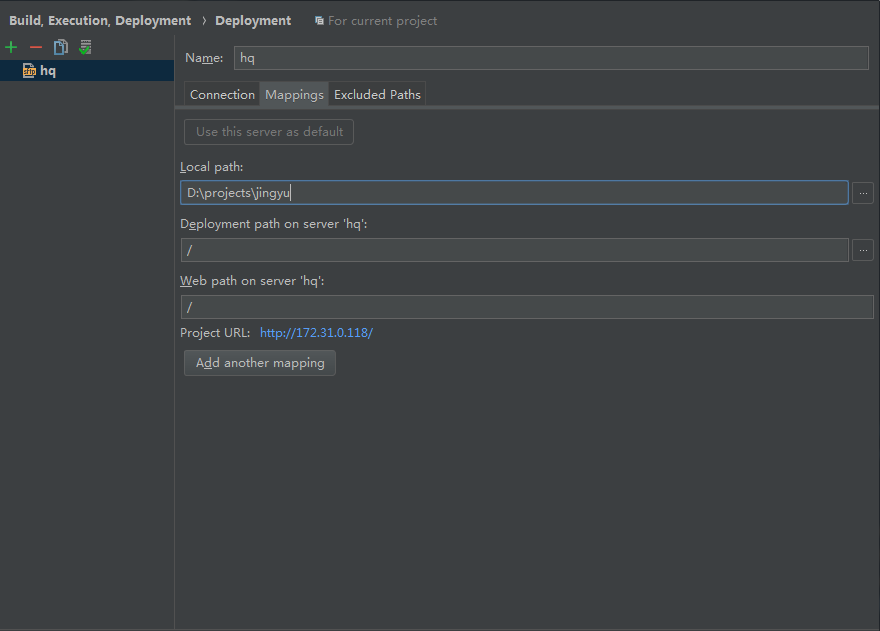 Build, Execution, Deployment › Deployment For current project
hq
Name: hq
Connection Mappings Excluded Paths
Use this server as default
Local path:
D:\projects\jingyu
...
Deployment path on server 'hq':
/
...
Web path on server 'hq':
/
Project URL: http://172.31.0.118/
Add another mapping